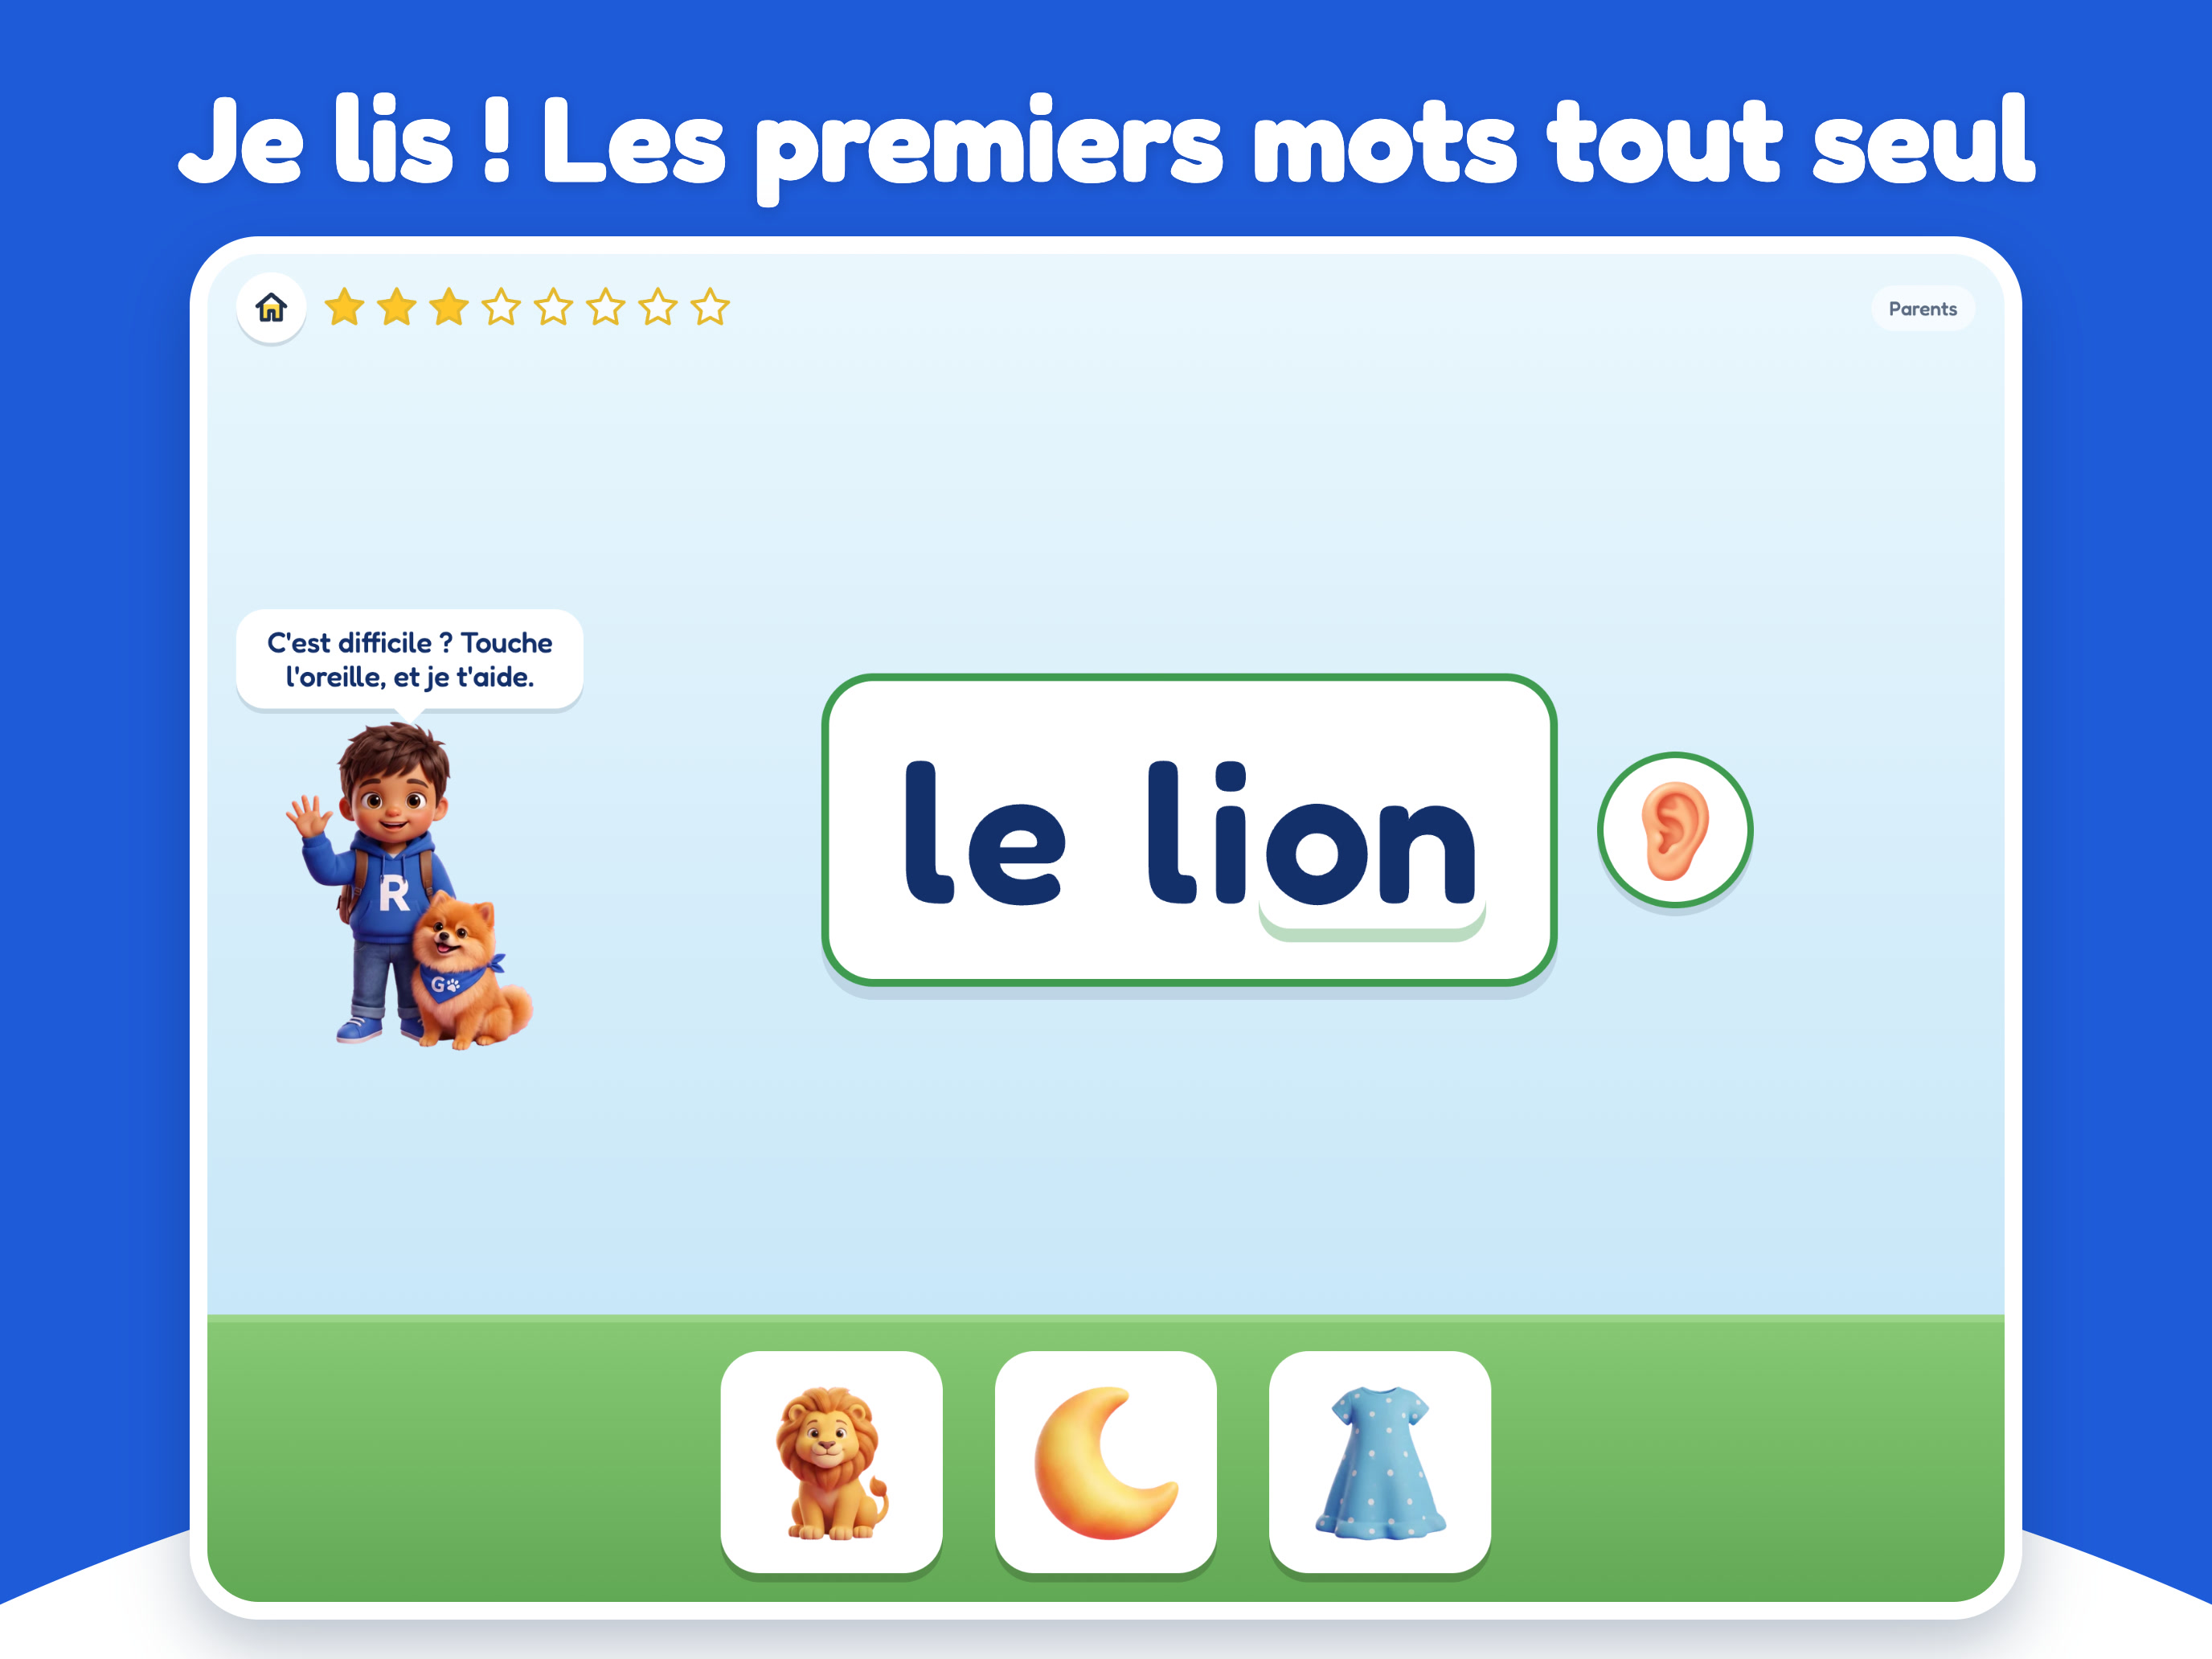 Je lis ! Les premiers mots tout seul
Parents
C'est difficile ? Touche
l'oreille, et je t'aide.
le lion
R
G